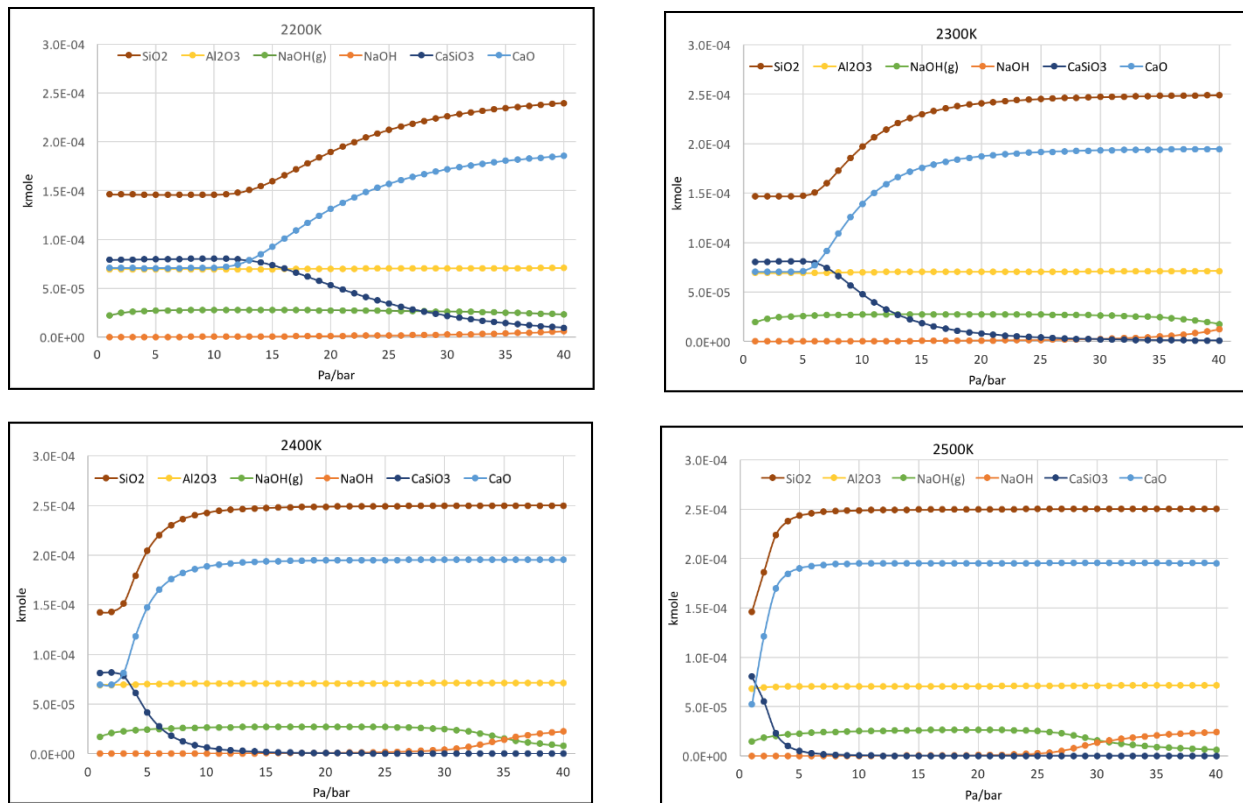 2200K
3.0E-04
SiO2 Al2O3 NaOH(g) NaOH CaSiO3 CaO
2.5E-04
2.0E-04
kmole
1.5E-04
1.0E-04
5.0E-05
0.0E+00
0 5 10 15 20 25 30 35 40
Pa/bar
2300K
3.0E-04
SiO2 Al2O3 NaOH(g) NaOH CaSiO3 CaO
2.5E-04
2.0E-04
kmole
1.5E-04
1.0E-04
5.0E-05
0.0E+00
0 5 10 15 20 25 30 35 40
Pa/bar
2400K
3.0E-04
SiO2 Al2O3 NaOH(g) NaOH CaSiO3 CaO
2.5E-04
2.0E-04
kmole
1.5E-04
1.0E-04
5.0E-05
0.0E+00
0 5 10 15 20 25 30 35 40
Pa/bar
2500K
3.0E-04
SiO2 Al2O3 NaOH(g) NaOH CaSiO3 CaO
2.5E-04
2.0E-04
kmole
1.5E-04
1.0E-04
5.0E-05
0.0E+00
0 5 10 15 20 25 30 35 40
Pa/bar